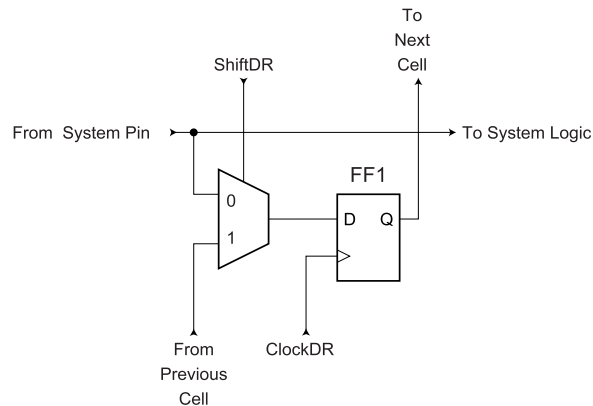 To
Next
Cell
ShiftDR
From System Pin
To System Logic
FF1
0
D Q
1
From
Previous
Cell
ClockDR